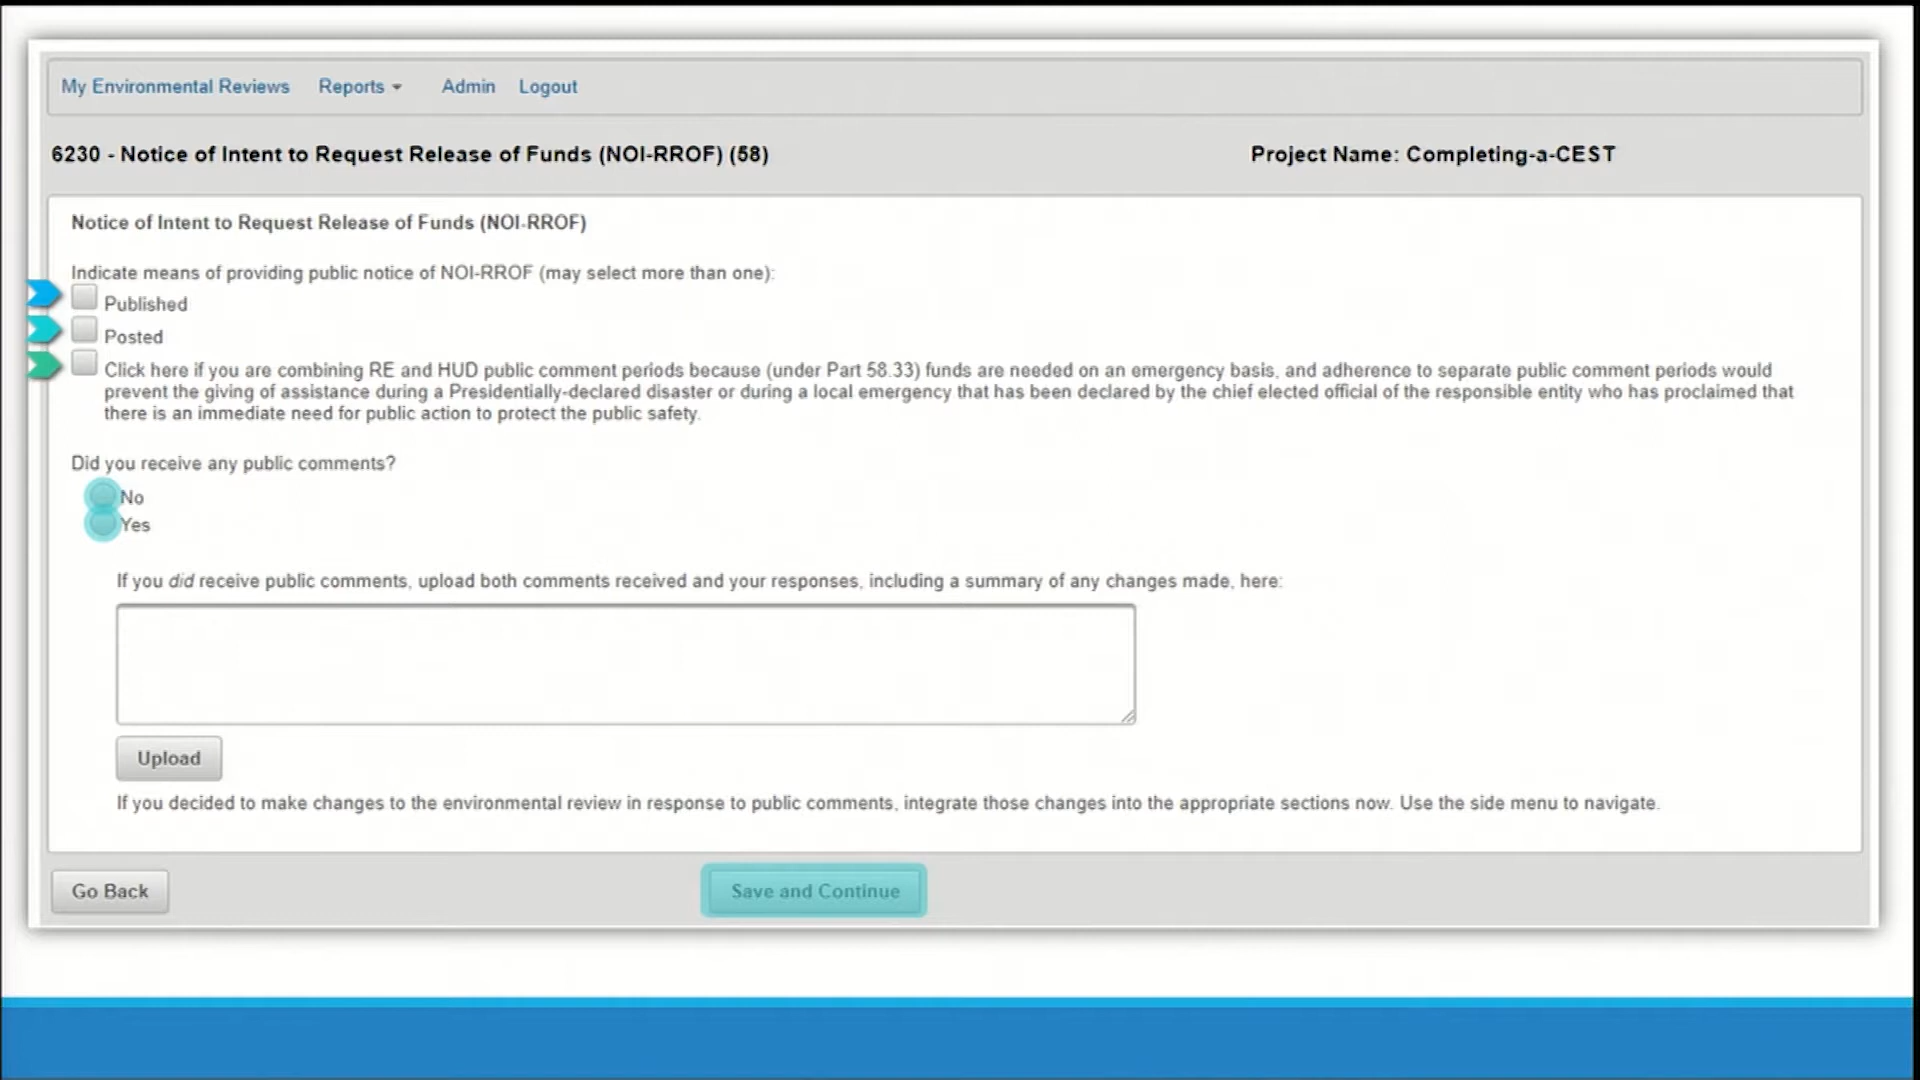 My Environmental Reviews Reports Admin Logout
6230 - Notice of Intent to Request Release of Funds (NOI-RROF) (58) Project Name: Completing-a-CEST
Notice of Intent to Request Release of Funds (NOI-RROF)
Indicate means of providing public notice of NOI-RROF (may select more than one):
Published
Posted
Click here if you are combining RE and HUD public comment periods because (under Part 58.33) funds are needed on an emergency basis, and adherence to separate public comment periods would
prevent the giving of assistance during a Presidentially-declared disaster or during a local emergency that has been declared by the chief elected official of the responsible entity who has proclaimed that
there is an immediate need for public action to protect the public safety.
Did you receive any public comments?
No
Yes
If you did receive public comments, upload both comments received and your responses, including a summary of any changes made, here:
Upload
If you decided to make changes to the environmental review in response to public comments, integrate those changes into the appropriate sections now. Use the side menu to navigate.
Go Back Save and Continue